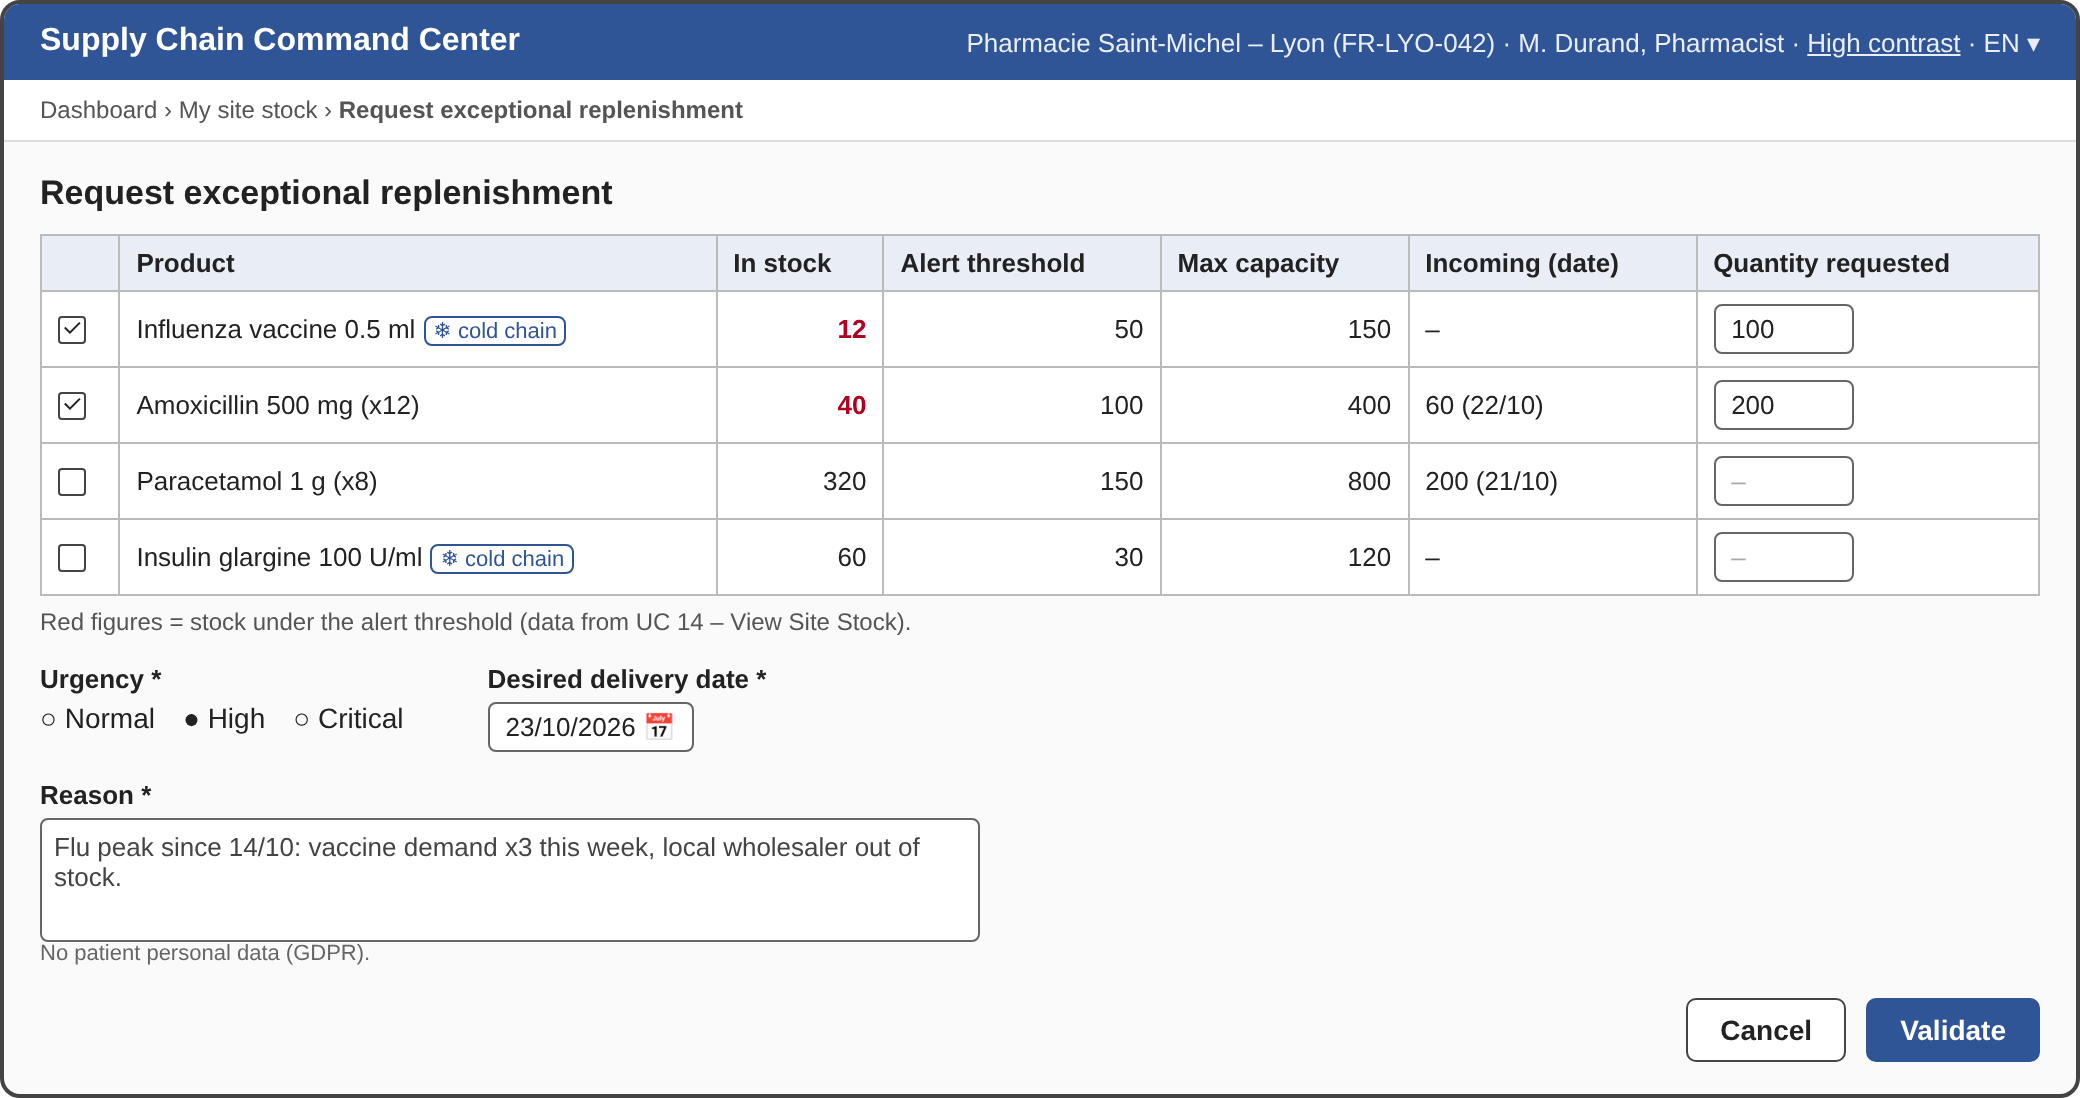 Supply Chain Command Center
Pharmacie Saint-Michel – Lyon (FR-LYO-042) · M. Durand, Pharmacist · High contrast · EN ▾
Dashboard › My site stock › Request exceptional replenishment
Request exceptional replenishment
Product In stock Alert threshold Max capacity Incoming (date) Quantity requested
Influenza vaccine 0.5 ml ❄ cold chain 12 50 150 – 100
Amoxicillin 500 mg (x12) 40 100 400 60 (22/10) 200
Paracetamol 1 g (x8) 320 150 800 200 (21/10) –
Insulin glargine 100 U/ml ❄ cold chain 60 30 120 – –
Red figures = stock under the alert threshold (data from UC 14 – View Site Stock).
Urgency * Desired delivery date *
○ Normal ● High ○ Critical 23/10/2026 📅
Reason *
Flu peak since 14/10: vaccine demand x3 this week, local wholesaler out of
stock.
No patient personal data (GDPR).
Cancel Validate